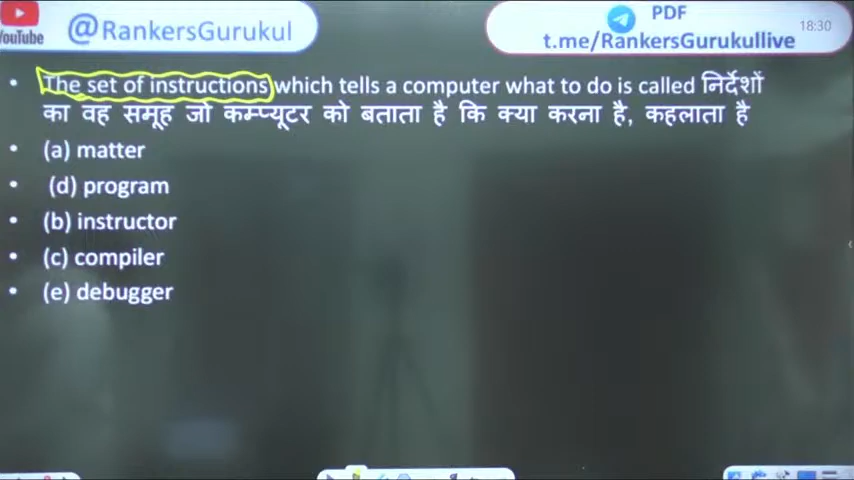 YouTube
@RankersGurukul
PDF
t.me/RankersGurukullive
18:30
• The set of instructions which tells a computer what to do is called निर्देशों
का वह समूह जो कम्प्यूटर को बताता है कि क्या करना है, कहलाता है
• (a) matter
• (d) program
• (b) instructor
• (c) compiler
• (e) debugger